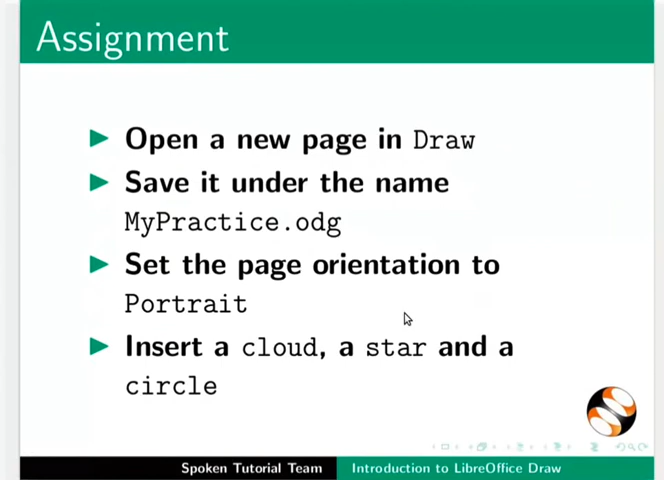 Assignment
Open a new page in Draw
Save it under the name
MyPractice.odg
Set the page orientation to
Portrait
Insert a cloud, a star and a
circle
Spoken Tutorial Team
Introduction to LibreOffice Draw